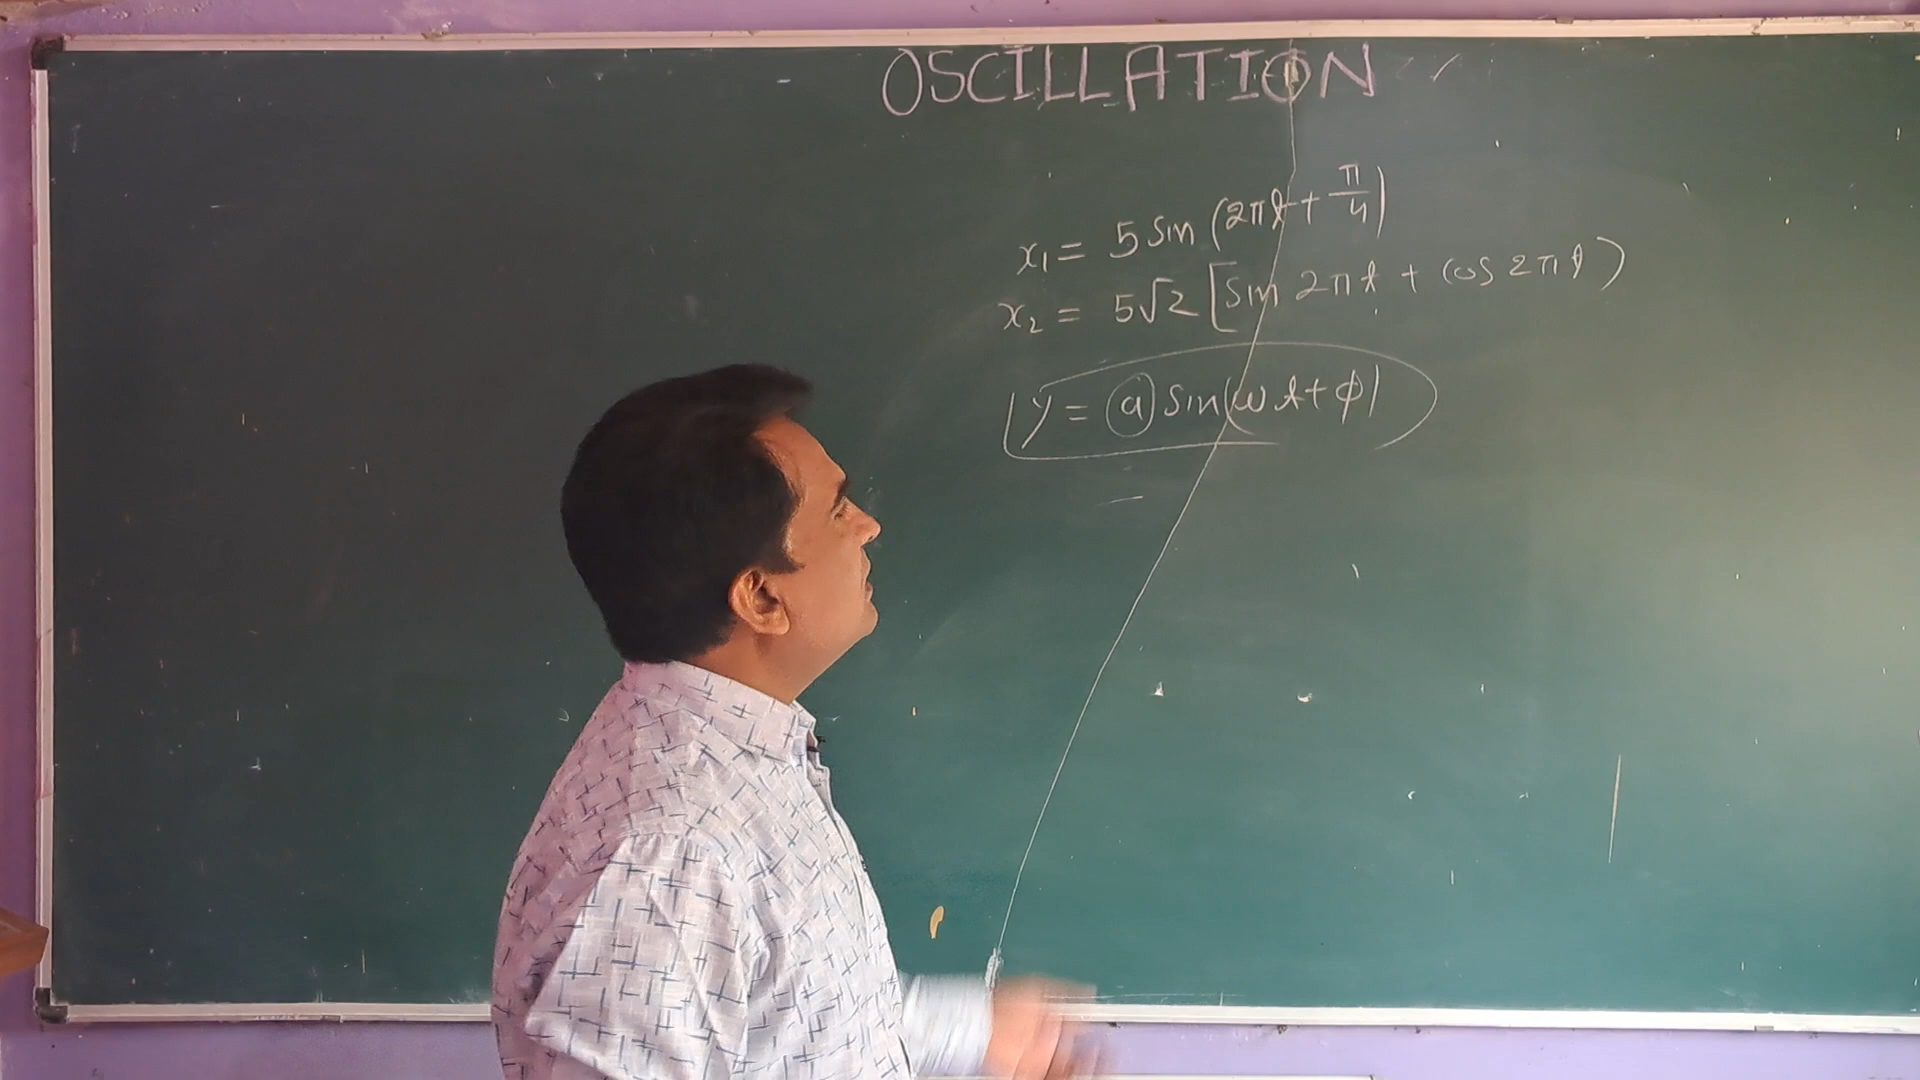 OSCILLATION
x₁ = 5 sin (2πt + π/4)
x₂ = 5√2 [sin 2πt + cos 2πt)
y = a sin(ωt + φ)